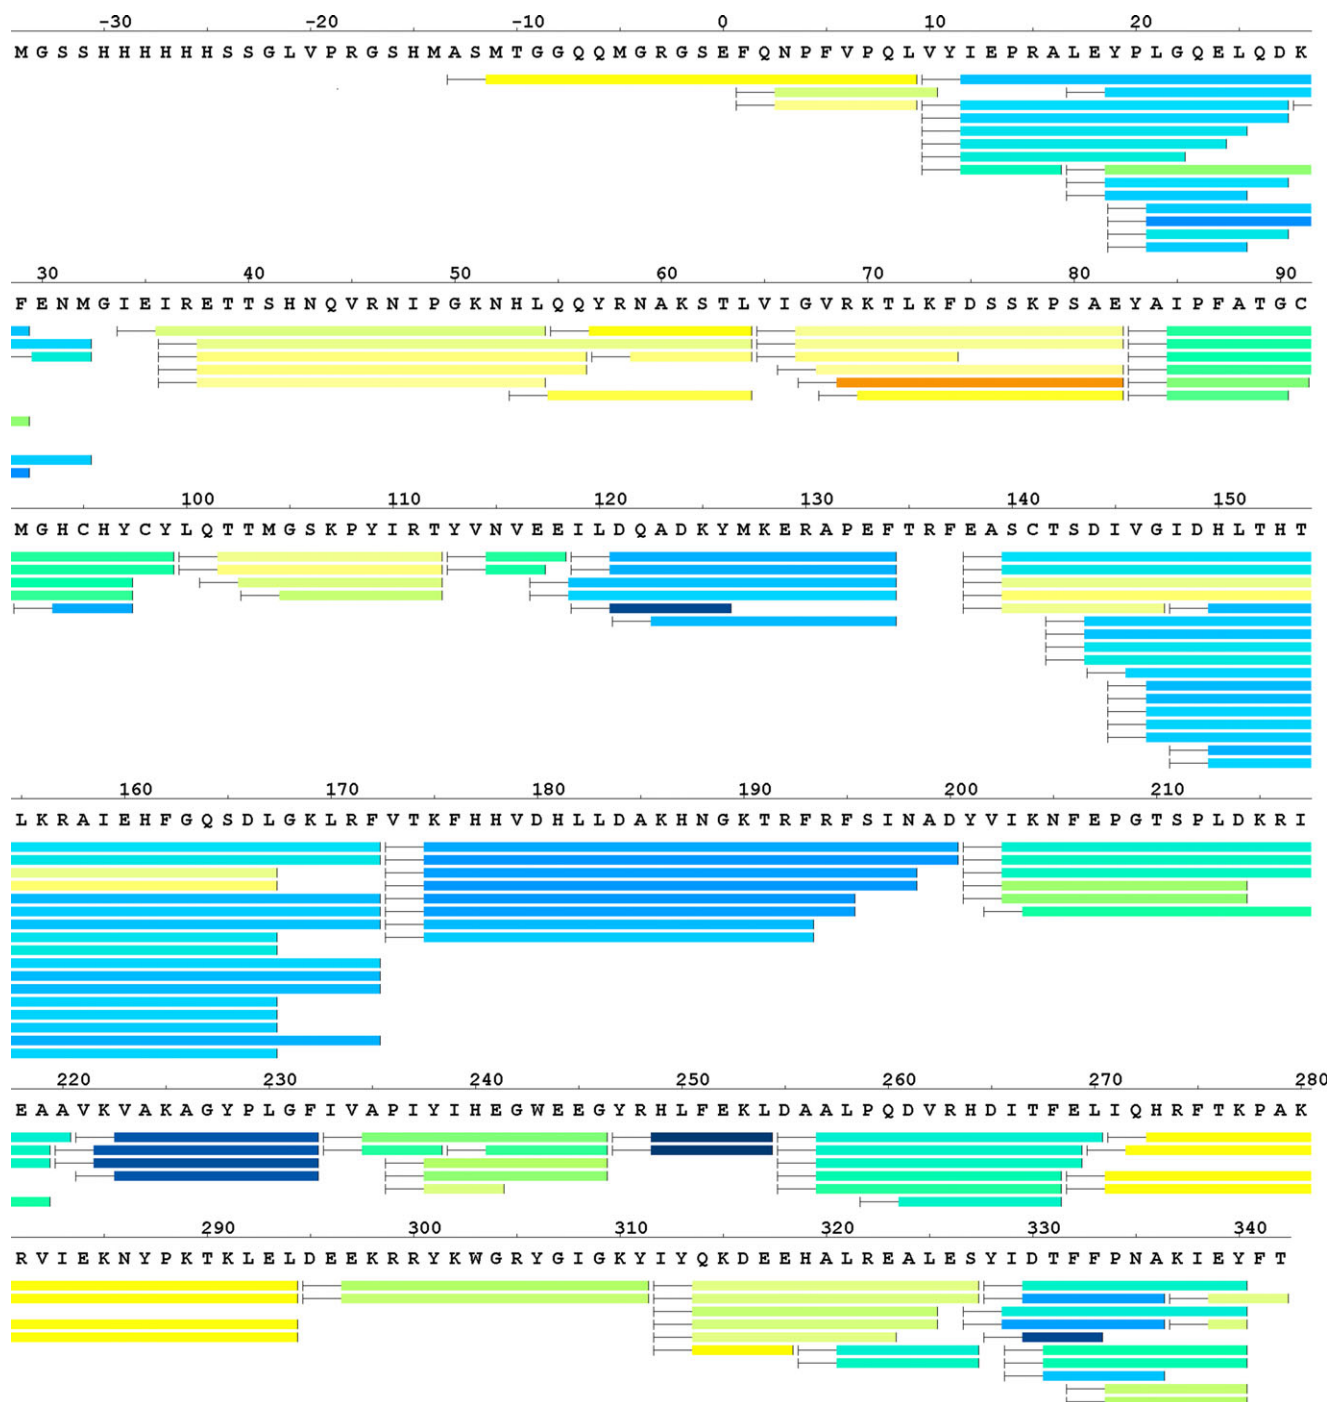 -30 -20 -10 0 10 20
M G S S H H H H H H S S G L V P R G S H M A S M T G G Q Q M G R G S E F Q N P F V P Q L V Y I E P R A L E Y P L G Q E L Q D K
30 40 50 60 70 80 90
F E N M G I E I R E T T S H N Q V R N I P G K N H L Q Q Y R N A K S T L V I G V R K T L K F D S S K P S A E Y A I P F A T G C
100 110 120 130 140 150
M G H C H Y C Y L Q T T M G S K P Y I R T Y V N V E E I L D Q A D K Y M K E R A P E F T R F E A S C T S D I V G I D H L T H T
160 170 180 190 200 210
L K R A I E H F G Q S D L G K L R F V T K F H H V D H L L D A K H N G K T R F R F S I N A D Y V I K N F E P G T S P L D K R I
220 230 240 250 260 270 280
E A A V K V A K A G Y P L G F I V A P I Y I H E G W E E G Y R H L F E K L D A A L P Q D V R H D I T F E L I Q H R F T K P A K
290 300 310 320 330 340
R V I E K N Y P K T K L E L D E E K R R Y K W G R Y G I G K Y I Y Q K D E E H A L R E A L E S Y I D T F F P N A K I E Y F T